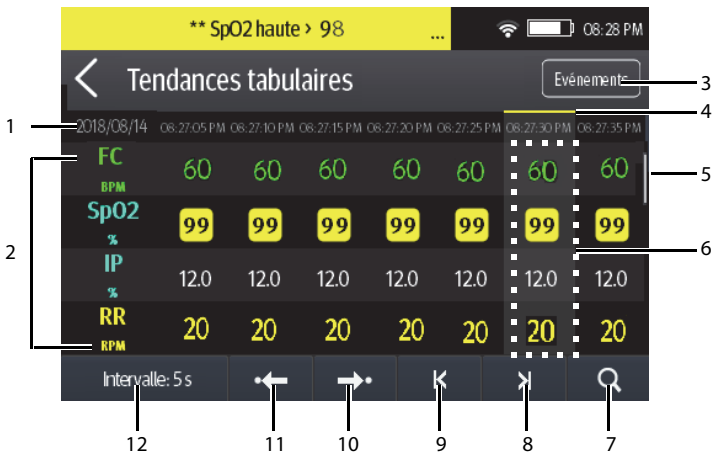 ** SpO2 haute > 98 ... 08:28 PM
Tendances tabulaires Evénements 3
4
1 2018/08/14 08:27:05 PM 08:27:10 PM 08:27:15 PM 08:27:20 PM 08:27:25 PM 08:27:30 PM 08:27:35 PM
FC 60 60 60 60 60 60 60 5
BPM
SpO2 99 99 99 99 99 99 99
%
2 6
IP 12.0 12.0 12.0 12.0 12.0 12.0 12.0
%
RR 20 20 20 20 20 20 20
RPM
Intervalle: 5 s
12 11 10 9 8 7